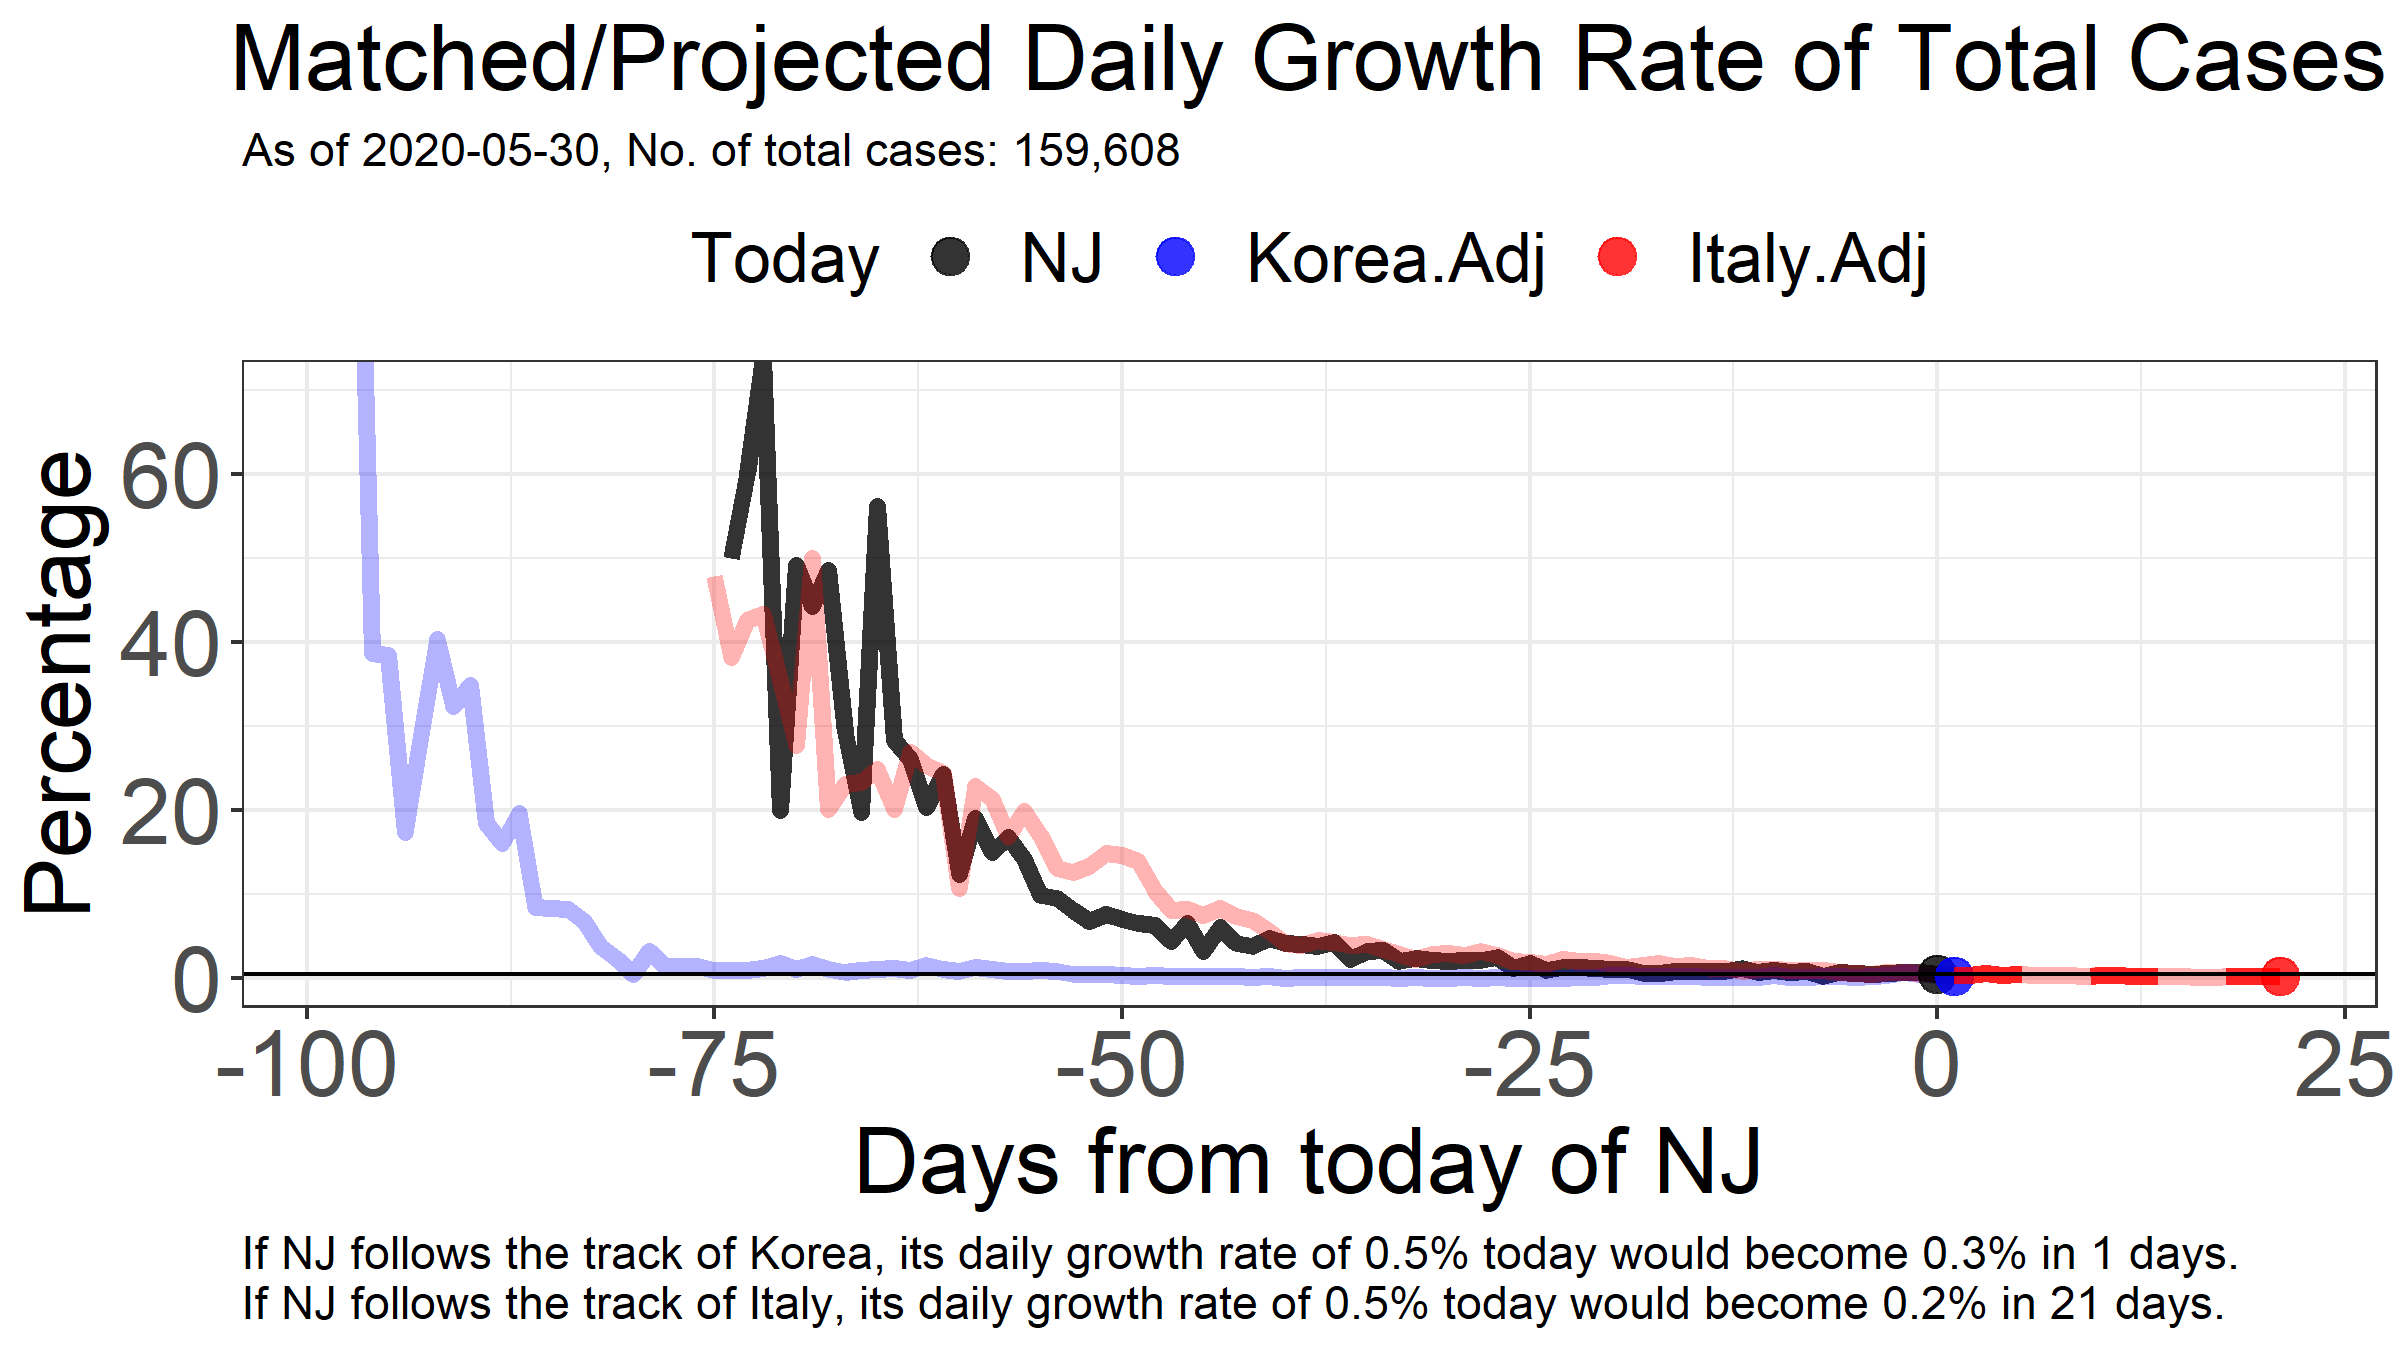 Matched/Projected Daily Growth Rate of Total Cases
As of 2020-05-30, No. of total cases: 159,608
Today NJ Korea.Adj Italy.Adj
Percentage
60
40
20
0
-100 -75 -50 -25 0 25
Days from today of NJ
If NJ follows the track of Korea, its daily growth rate of 0.5% today would become 0.3% in 1 days.
If NJ follows the track of Italy, its daily growth rate of 0.5% today would become 0.2% in 21 days.